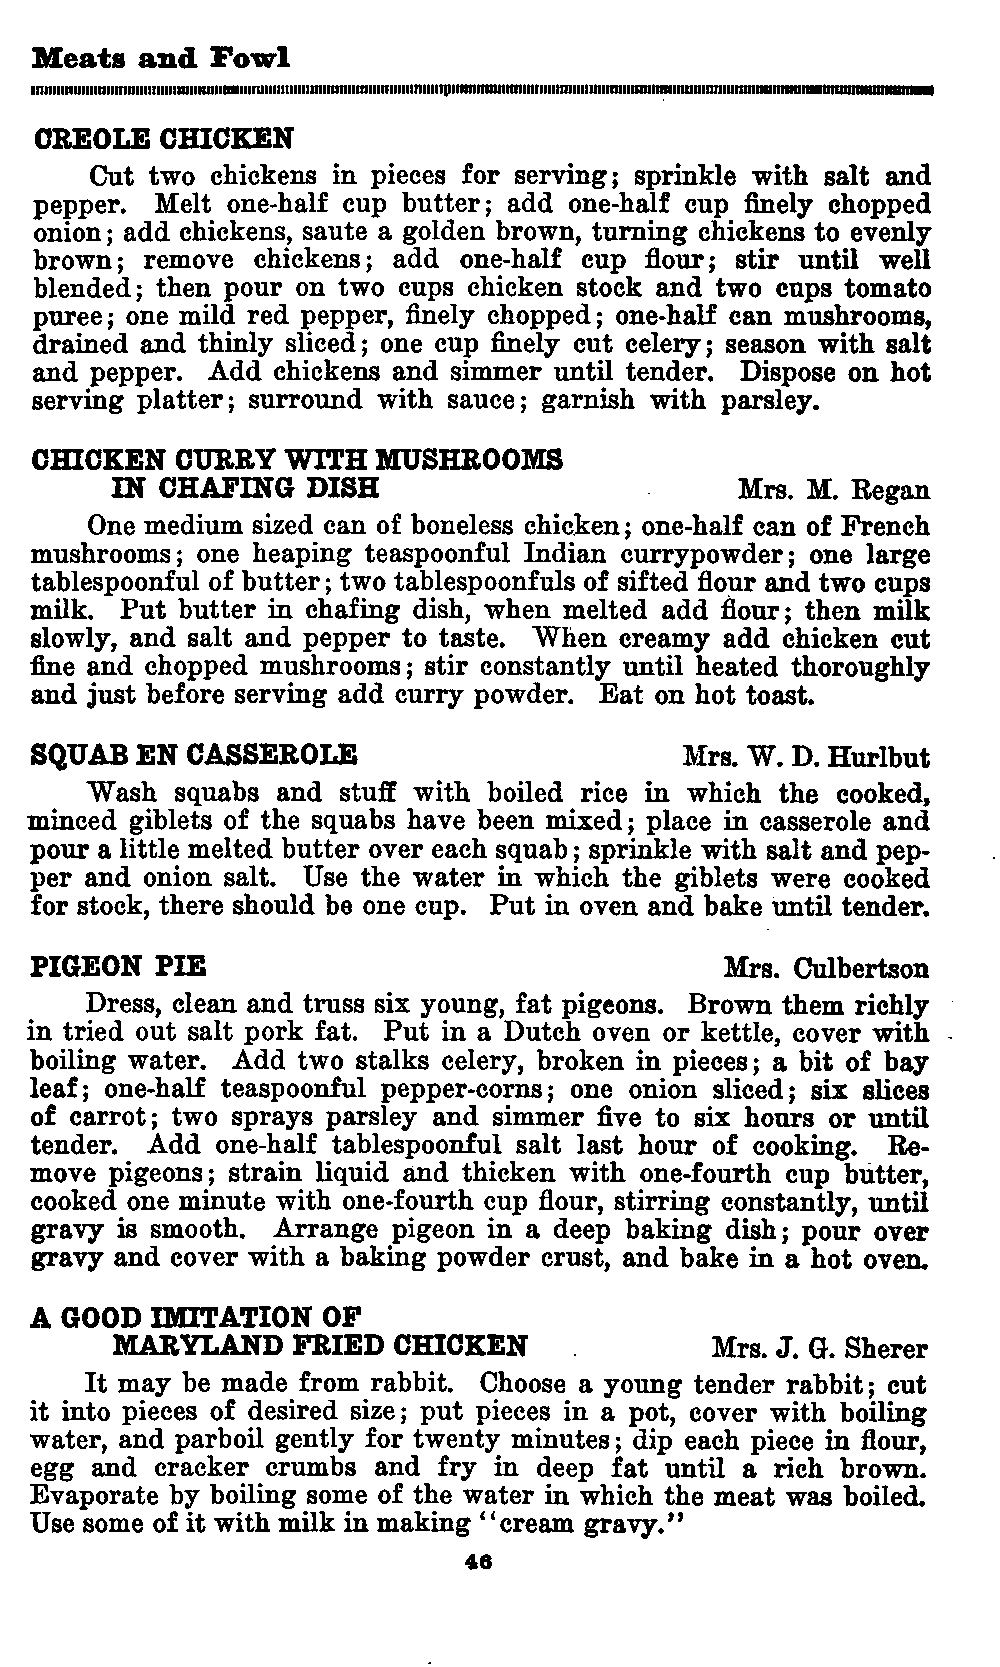 Meats and Fowl
CREOLE CHICKEN
Cut two chickens in pieces for serving; sprinkle with salt and
pepper. Melt one-half cup butter; add one-half cup finely chopped
onion; add chickens, saute a golden brown, turning chickens to evenly
brown; remove chickens; add one-half cup flour; stir until well
blended; then pour on two cups chicken stock and two cups tomato
puree; one mild red pepper, finely chopped; one-half can mushrooms,
drained and thinly sliced; one cup finely cut celery; season with salt
and pepper. Add chickens and simmer until tender. Dispose on hot
serving platter; surround with sauce; garnish with parsley.
CHICKEN CURRY WITH MUSHROOMS
IN CHAFING DISH Mrs. M. Regan
One medium sized can of boneless chicken; one-half can of French
mushrooms; one heaping teaspoonful Indian currypowder; one large
tablespoonful of butter; two tablespoonfuls of sifted flour and two cups
milk. Put butter in chafing dish, when melted add flour; then milk
slowly, and salt and pepper to taste. When creamy add chicken cut
fine and chopped mushrooms; stir constantly until heated thoroughly
and just before serving add curry powder. Eat on hot toast.
SQUAB EN CASSEROLE Mrs. W. D. Hurlbut
Wash squabs and stuff with boiled rice in which the cooked,
minced giblets of the squabs have been mixed; place in casserole and
pour a little melted butter over each squab; sprinkle with salt and pep-
per and onion salt. Use the water in which the giblets were cooked
for stock, there should be one cup. Put in oven and bake until tender.
PIGEON PIE Mrs. Culbertson
Dress, clean and truss six young, fat pigeons. Brown them richly
in tried out salt pork fat. Put in a Dutch oven or kettle, cover with
boiling water. Add two stalks celery, broken in pieces; a bit of bay
leaf; one-half teaspoonful pepper-corns; one onion sliced; six slices
of carrot; two sprays parsley and simmer five to six hours or until
tender. Add one-half tablespoonful salt last hour of cooking. Re-
move pigeons; strain liquid and thicken with one-fourth cup butter,
cooked one minute with one-fourth cup flour, stirring constantly, until
gravy is smooth. Arrange pigeon in a deep baking dish; pour over
gravy and cover with a baking powder crust, and bake in a hot oven.
A GOOD IMITATION OF
MARYLAND FRIED CHICKEN Mrs. J. G. Sherer
It may be made from rabbit. Choose a young tender rabbit; cut
it into pieces of desired size; put pieces in a pot, cover with boiling
water, and parboil gently for twenty minutes; dip each piece in flour,
egg and cracker crumbs and fry in deep fat until a rich brown.
Evaporate by boiling some of the water in which the meat was boiled.
Use some of it with milk in making "cream gravy."
46